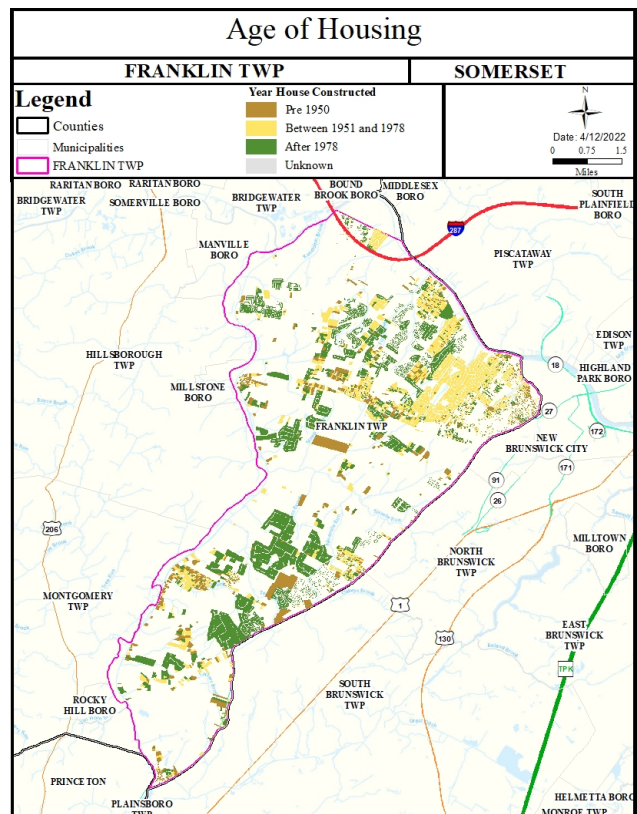 Age of Housing
FRANKLIN TWP
SOMERSET
Legend
Counties
Municipalities
FRANKLIN TWP
Year House Constructed
Pre 1950
Between 1951 and 1978
After 1978
Unknown
N
Date: 4/12/2022
0 0.75 1.5
Miles
RARITAN BORO
RARITAN BORO
BRIDGEWATER
TWP
SOMERVILLE BORO
BRIDGEWATER
TWP
BOUND
BROOK BORO
MIDDLESEX
BORO
SOUTH
PLAINFIELD
BORO
287
MANVILLE
BORO
PISCATAWAY
TWP
HILLSBOROUGH
TWP
MILLSTONE
BORO
EDISON
TWP
18
HIGHLAND
PARK BORO
27
FRANKLIN TWP
172
NEW
BRUNSWICK CITY
171
91
26
206
MILLTOWN
BORO
NORTH
BRUNSWICK
TWP
MONTGOMERY
TWP
1
130
EAST
BRUNSWICK
TWP
TPK
SOUTH
BRUNSWICK
TWP
ROCKY
HILL BORO
PRINCETON
PLAINSBORO
TWP
HELMETTA BORO
MONROE TWP